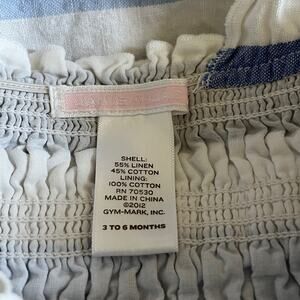 SHELL:
55% LINEN
45% COTTON
LINING:
100% COTTON
RN 70530
MADE IN CHINA
©2012
GYM-MARK, INC.
3 TO 6 MONTHS